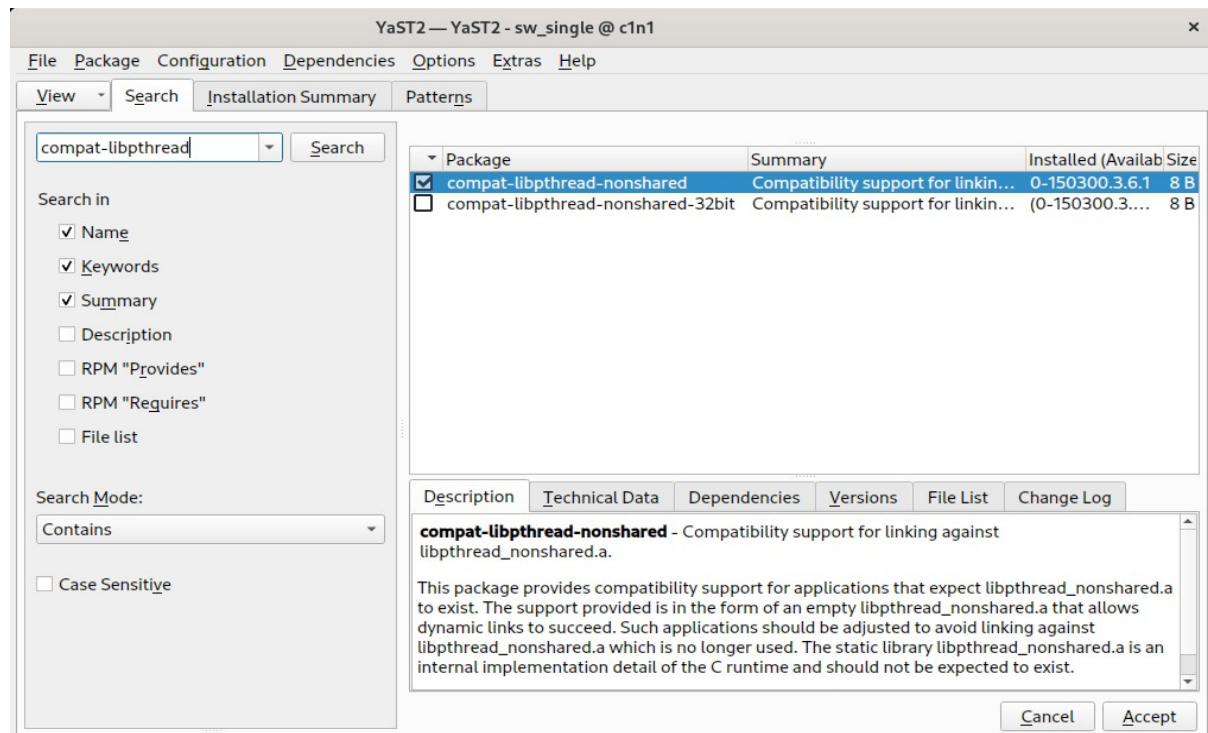 YaST2 — YaST2 - sw_single @ c1n1 ×
File Package Configuration Dependencies Options Extras Help
View Search Installation Summary Patterns
compat-libpthread Search
Search in
Name
Keywords
Summary
Description
RPM "Provides"
RPM "Requires"
File list
Search Mode:
Contains
Case Sensitive
Package Summary Installed (Availab Size
compat-libpthread-nonshared Compatibility support for linkin... 0-150300.3.6.1 8 B
compat-libpthread-nonshared-32bit Compatibility support for linkin... (0-150300.3.... 8 B
Description Technical Data Dependencies Versions File List Change Log
compat-libpthread-nonshared - Compatibility support for linking against
libpthread_nonshared.a.
This package provides compatibility support for applications that expect libpthread_nonshared.a
to exist. The support provided is in the form of an empty libpthread_nonshared.a that allows
dynamic links to succeed. Such applications should be adjusted to avoid linking against
libpthread_nonshared.a which is no longer used. The static library libpthread_nonshared.a is an
internal implementation detail of the C runtime and should not be expected to exist.
Cancel Accept